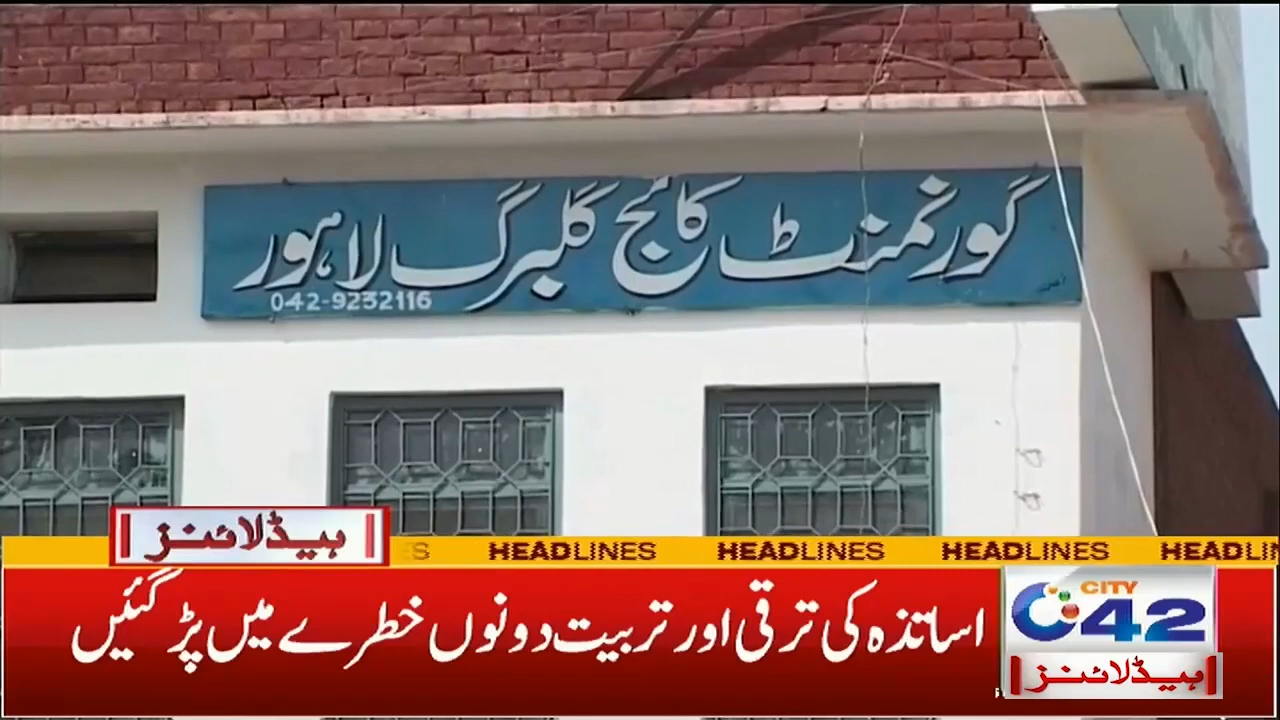 گورنمنٹ کالج گلبرگ لاہور
042-9232116
ہیڈلائنز
HEADLINES HEADLINES HEADLINES HEADLIN
اساتذہ کی ترقی اور تربیت دونوں خطرے میں پڑ گئیں
CITY
42
ہیڈلائنز